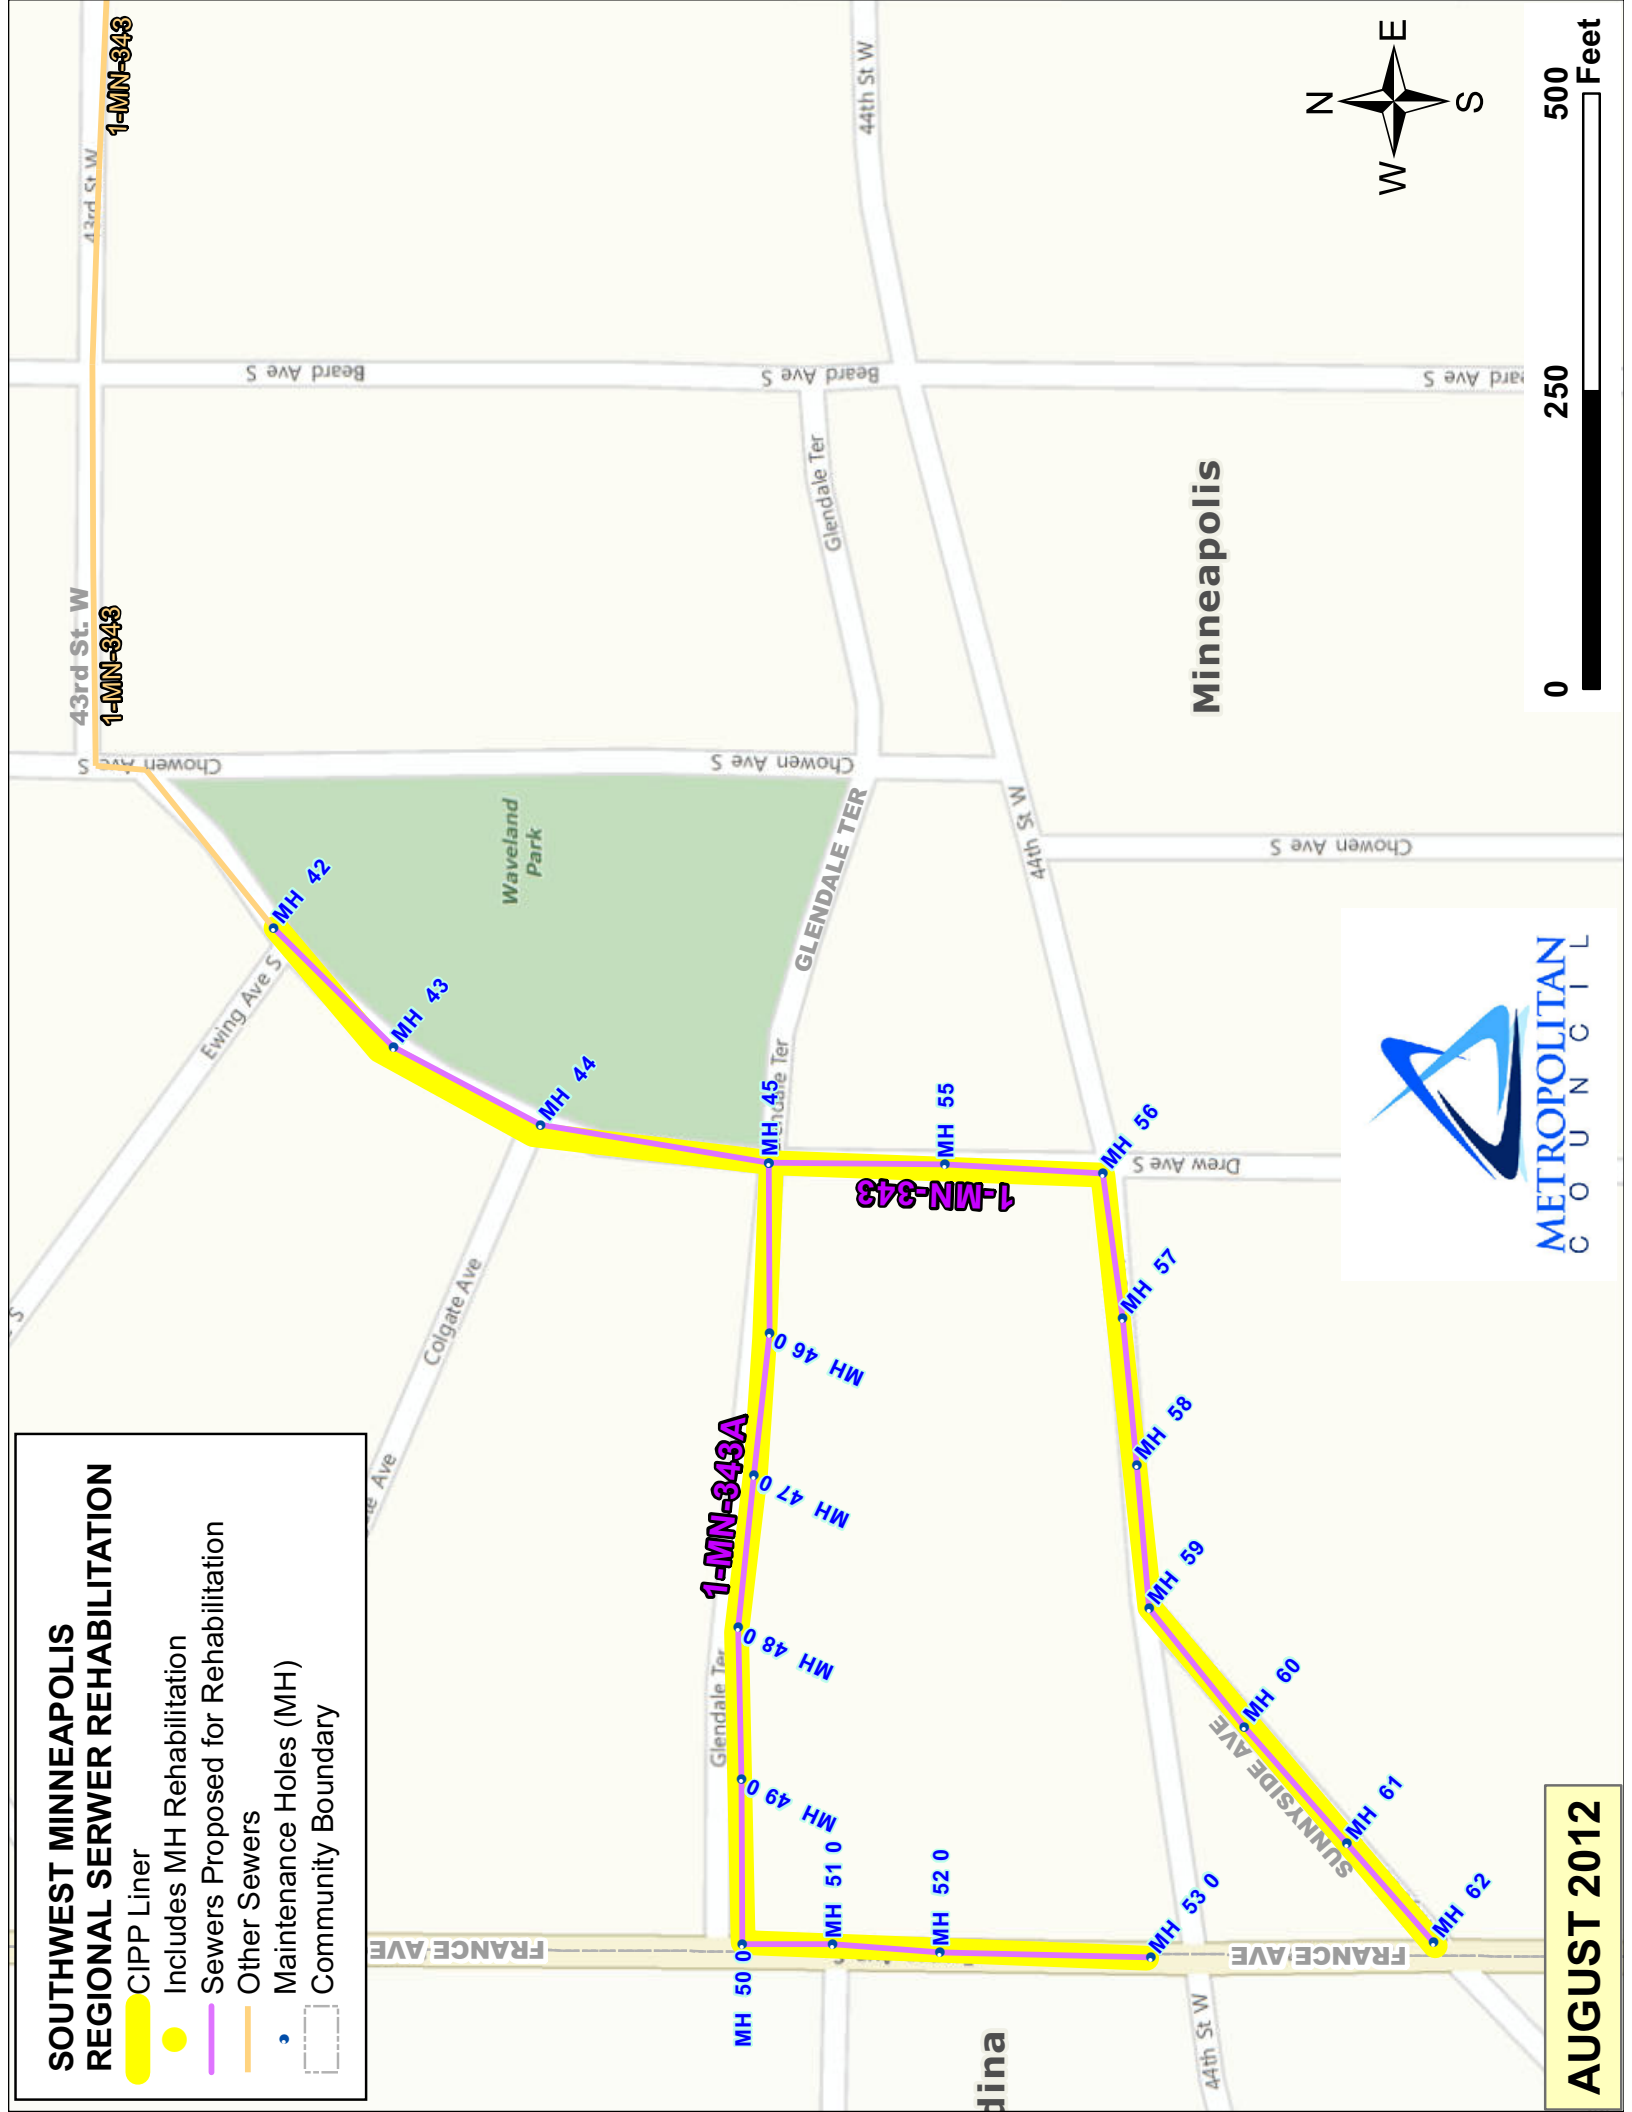 SOUTHWEST MINNEAPOLIS
REGIONAL SERWER REHABILITATION
CIPP Liner
Includes MH Rehabilitation
Sewers Proposed for Rehabilitation
Other Sewers
Maintenance Holes (MH)
Community Boundary
43rd St. W
43rd St W
1-MN-343
1-MN-343
Chowen Ave S
Beard Ave S
Ewing Ave S
S
MH 42
MH 43
MH 44
Waveland
Park
Colgate Ave
Ave
Chowen Ave S
Beard Ave S
Glendale Ter
44th St W
GLENDALE TER
MH 45
1-MN-343A
Glendale Ter
MH 46 0
MH 47 0
MH 48 0
MH 49 0
MH 50 0
MH 51 0
MH 52 0
MH 53 0
FRANCE AVE
MH 55
1-MN-343
MH 56
Drew Ave S
44th St W
Chowen Ave S
Beard Ave S
MH 57
MH 58
MH 59
MH 60
MH 61
MH 62
SUNNYSIDE AVE
FRANCE AVE
44th St W
dina
Minneapolis
N
W E
S
0 250 500
Feet
METROPOLITAN
COUNCIL
AUGUST 2012